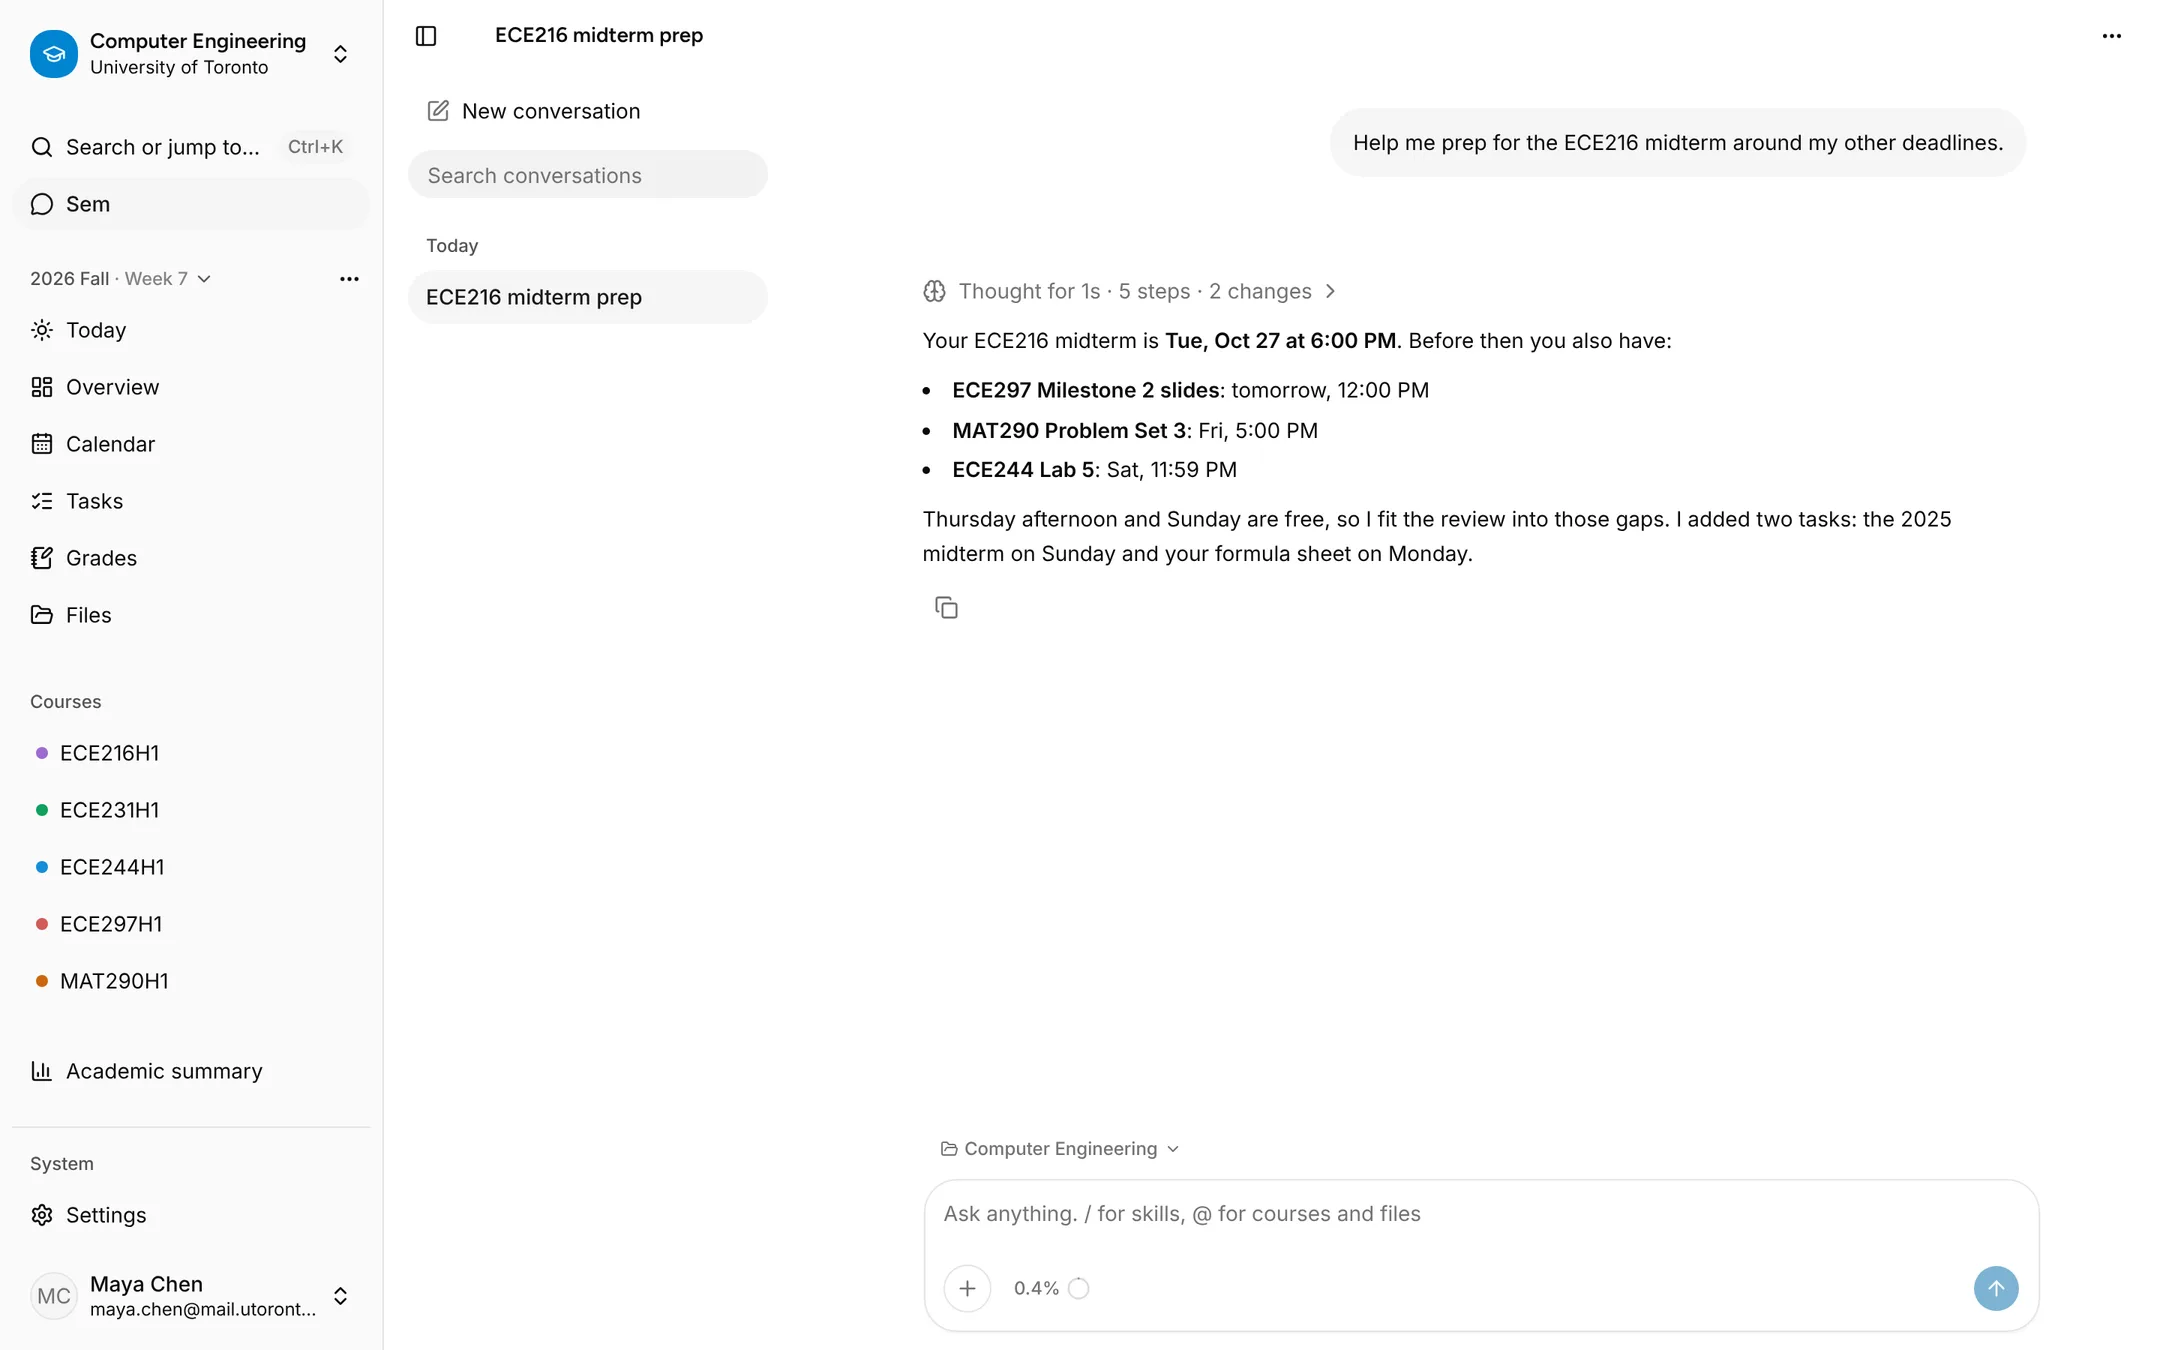 Computer Engineering
University of Toronto
Search or jump to... Ctrl+K
Sem
2026 Fall · Week 7
Today
Overview
Calendar
Tasks
Grades
Files
Courses
ECE216H1
ECE231H1
ECE244H1
ECE297H1
MAT290H1
Academic summary
System
Settings
MC
Maya Chen
maya.chen@mail.utoront...
ECE216 midterm prep
New conversation
Search conversations
Today
ECE216 midterm prep
Help me prep for the ECE216 midterm around my other deadlines.
Thought for 1s · 5 steps · 2 changes
Your ECE216 midterm is Tue, Oct 27 at 6:00 PM. Before then you also have:
• ECE297 Milestone 2 slides: tomorrow, 12:00 PM
• MAT290 Problem Set 3: Fri, 5:00 PM
• ECE244 Lab 5: Sat, 11:59 PM
Thursday afternoon and Sunday are free, so I fit the review into those gaps. I added two tasks: the 2025
midterm on Sunday and your formula sheet on Monday.
Computer Engineering
Ask anything. / for skills, @ for courses and files
0.4%